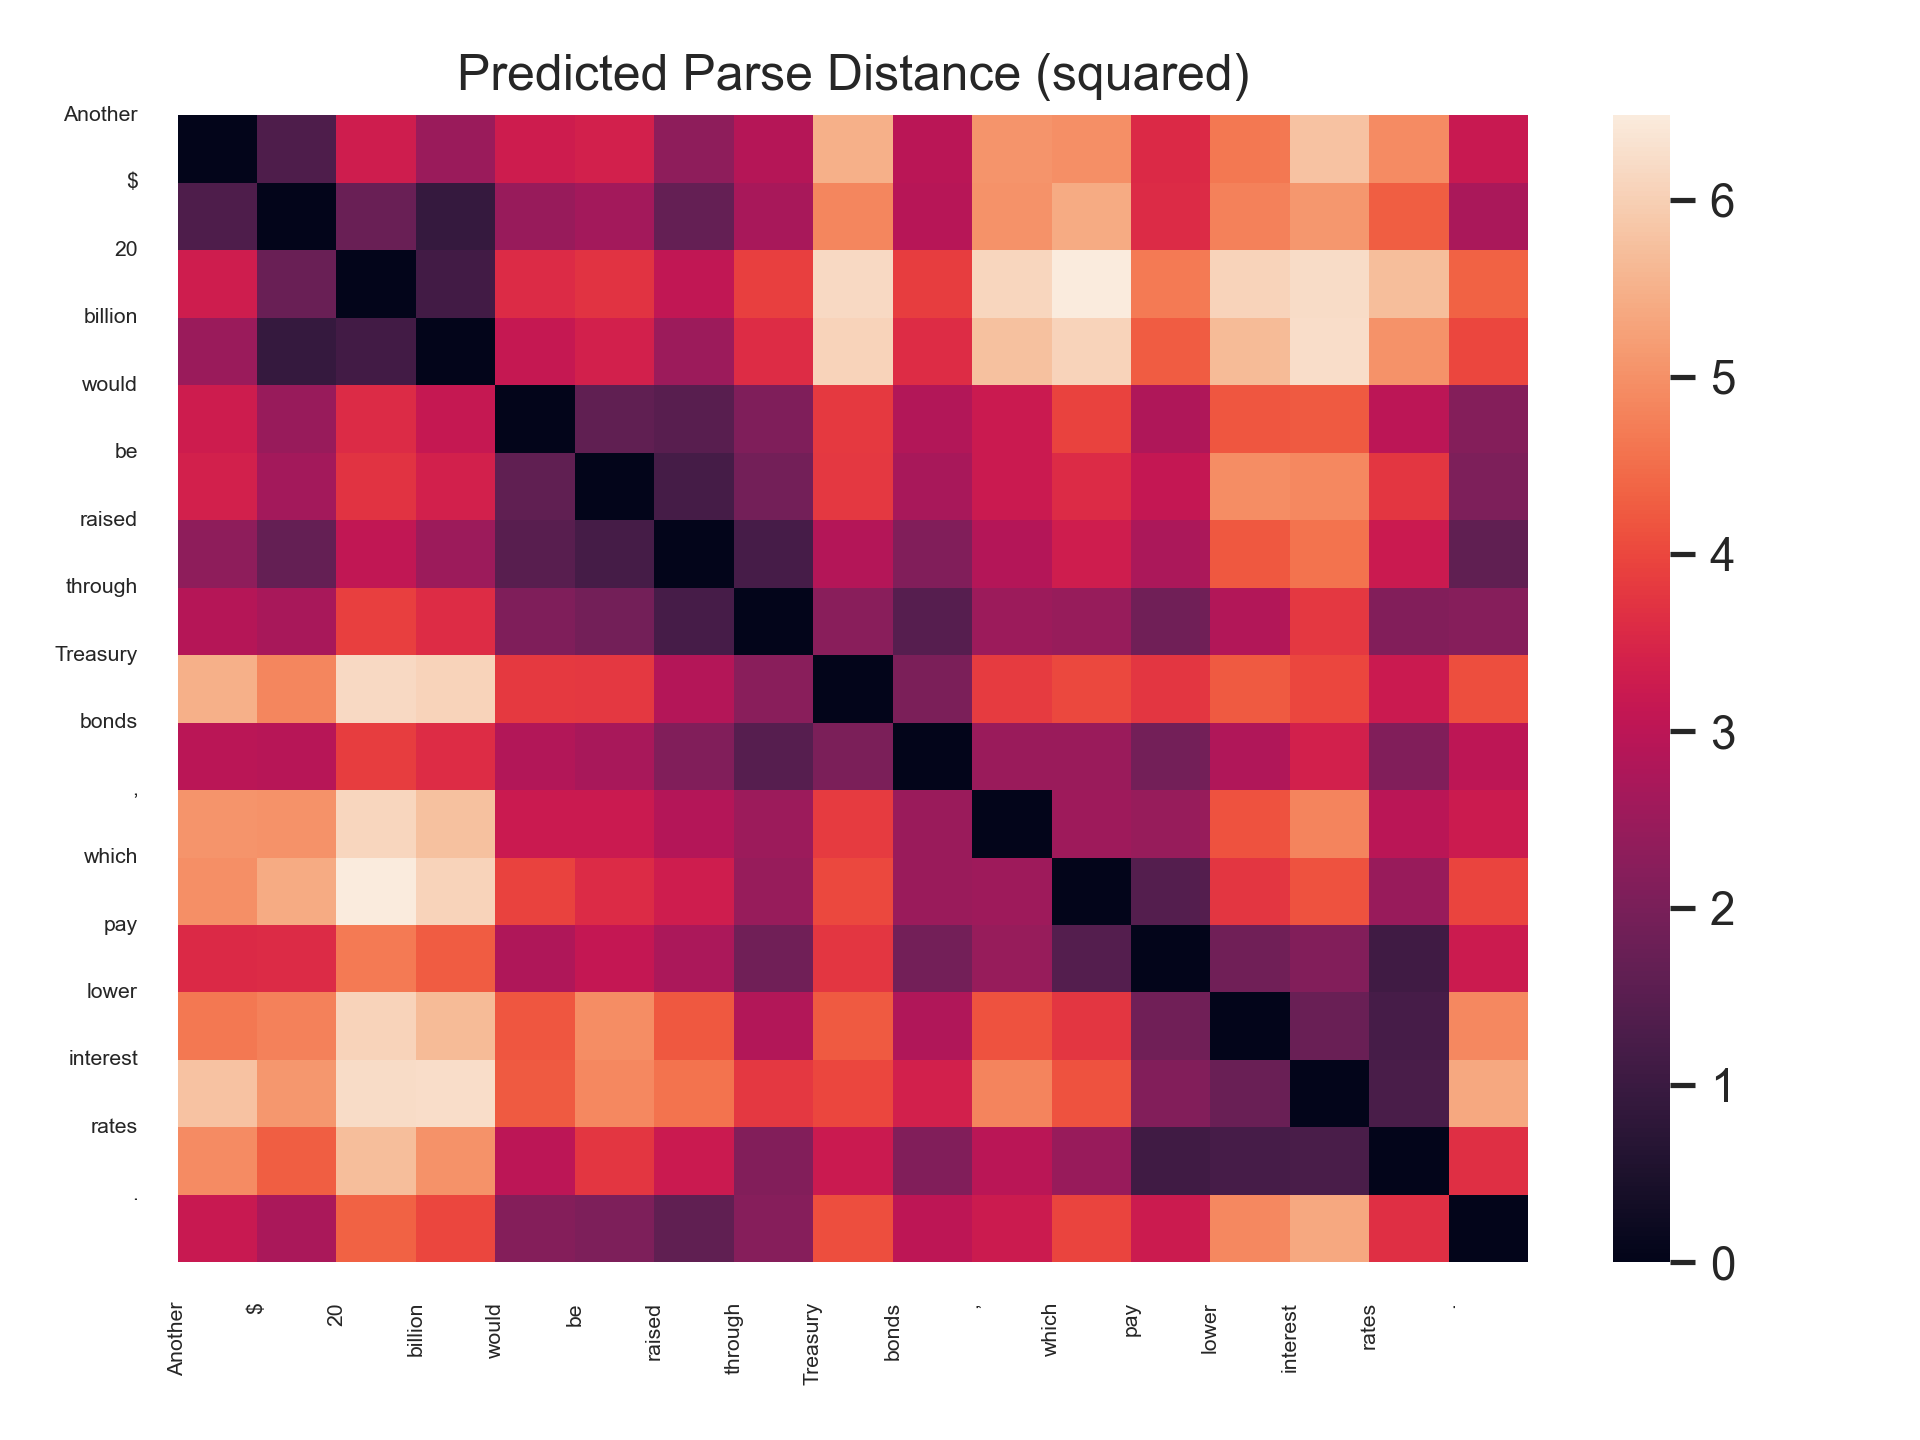 Predicted Parse Distance (squared)
Another
$
20
billion
would
be
raised
through
Treasury
bonds
,
which
pay
lower
interest
rates
.
6
5
4
3
2
1
0
Another
$
20
billion
would
be
raised
through
Treasury
bonds
,
which
pay
lower
interest
rates
.